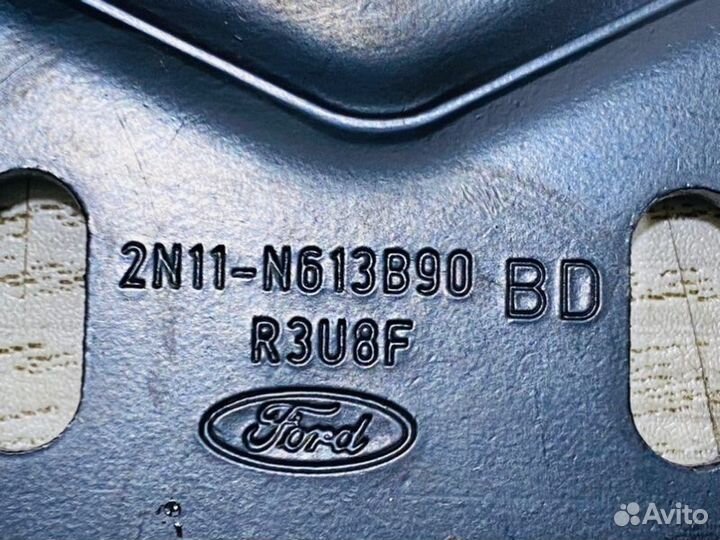 2N11-N613B90 BD
R3U8F
Ford
Avito